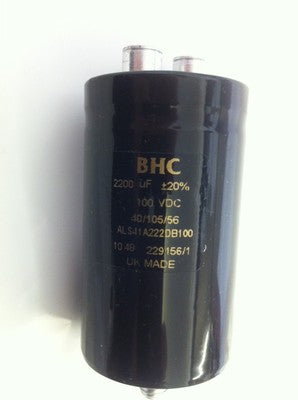 BHC
2200 uF ±20%
100 VDC
40/105/56
ALS41A222DB100
10.48 229156/1
UK MADE